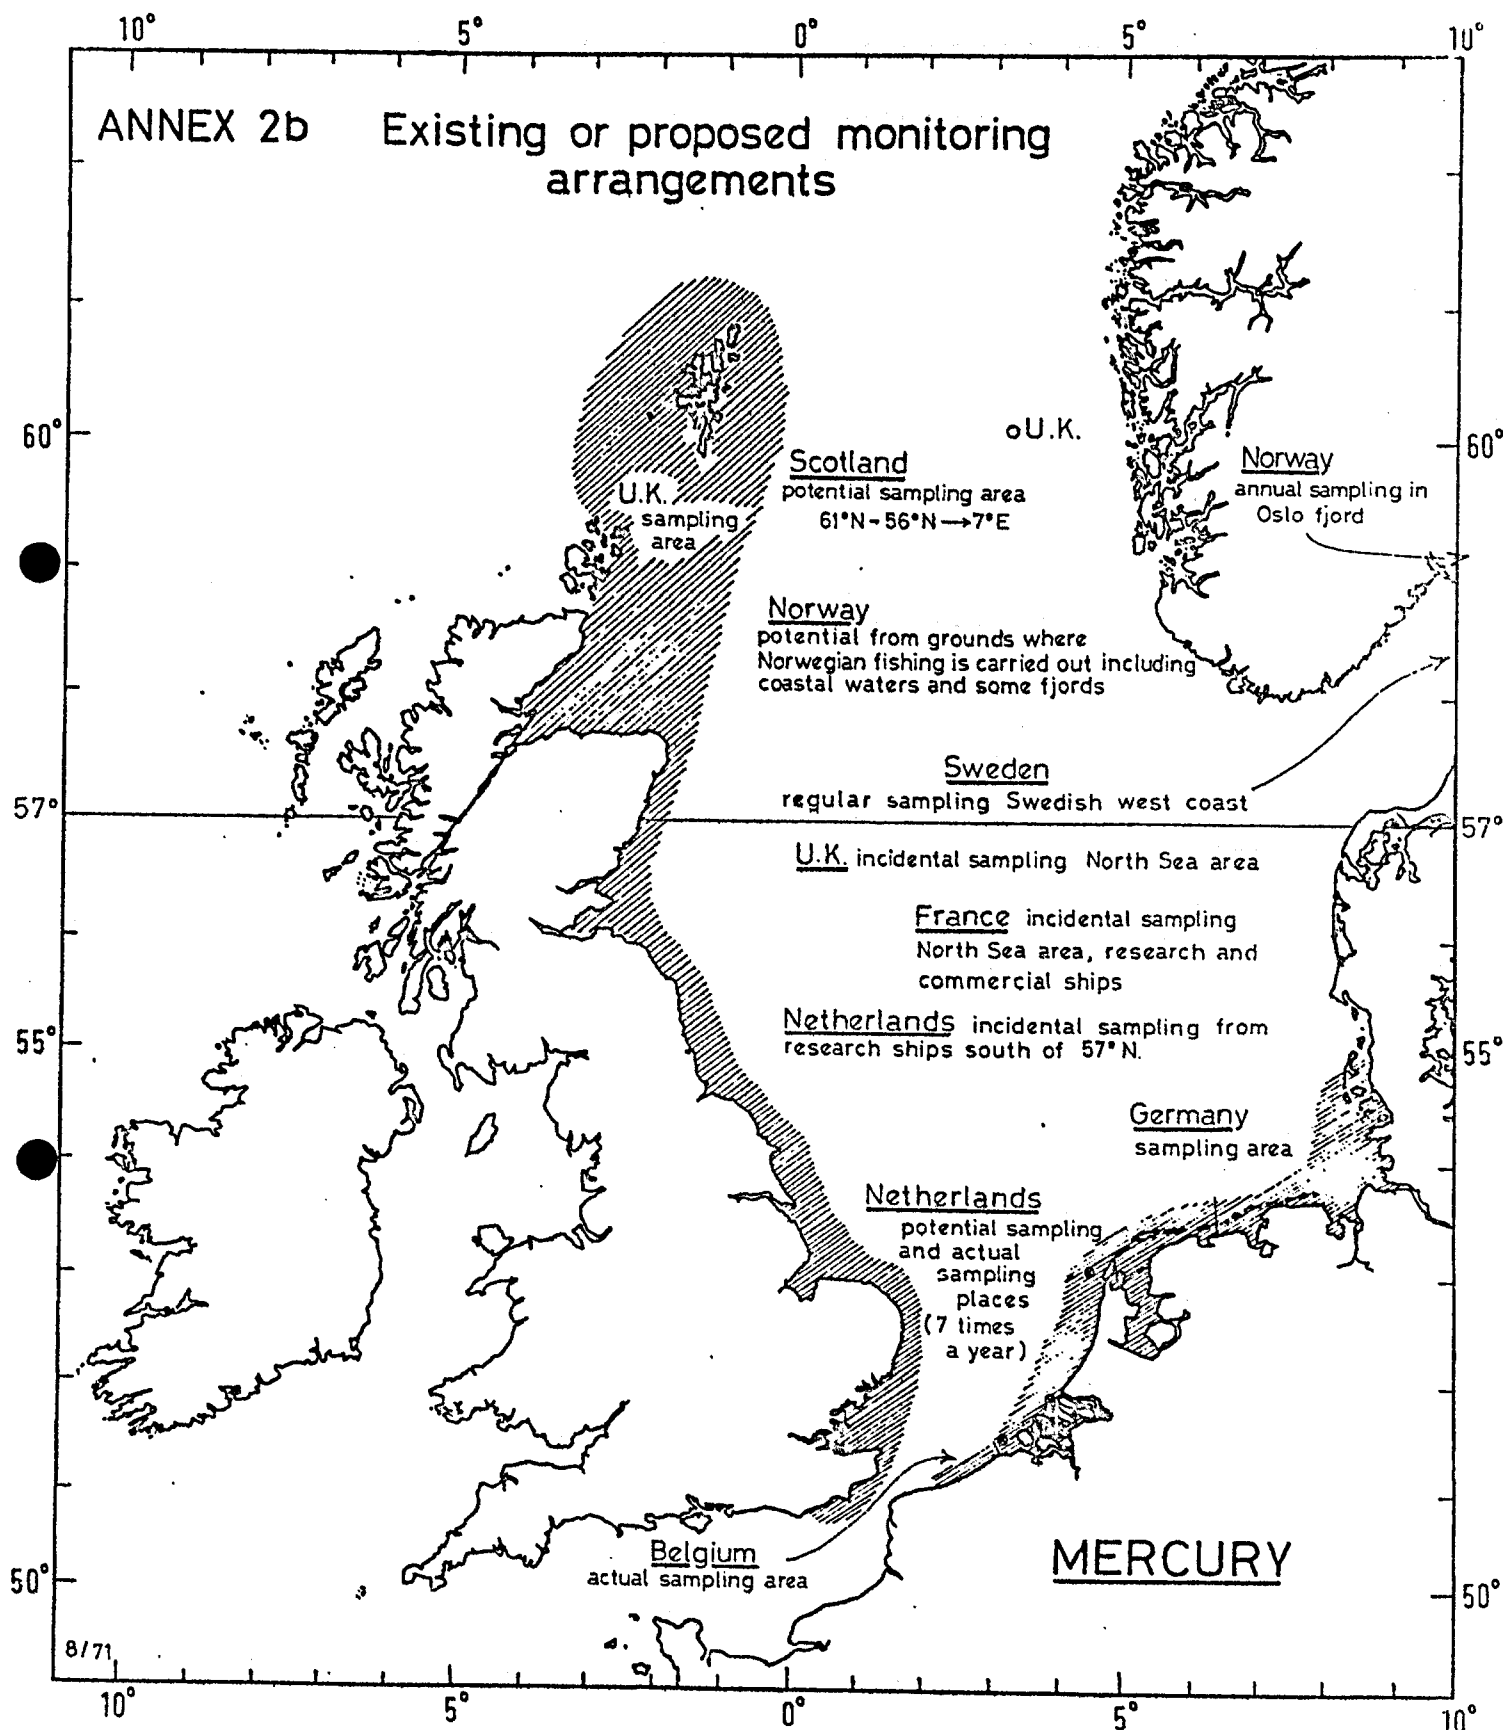 10° 5° 0° 5° 10°
ANNEX 2b Existing or proposed monitoring
arrangements
60° 60°
U.K.
Scotland
potential sampling area
61°N-56°N→7°E
Norway
annual sampling in
Oslo fjord
U.K.
sampling
area
Norway
potential from grounds where
Norwegian fishing is carried out including
coastal waters and some fjords
Sweden
regular sampling Swedish west coast
57° 57°
U.K. incidental sampling North Sea area
France incidental sampling
North Sea area, research and
commercial ships
Netherlands incidental sampling from
research ships south of 57°N.
55° 55°
Germany
sampling area
Netherlands
potential sampling
and actual
sampling
places
(7 times
a year)
Belgium
actual sampling area
MERCURY
50° 50°
8/71
10° 5° 0° 5° 10°